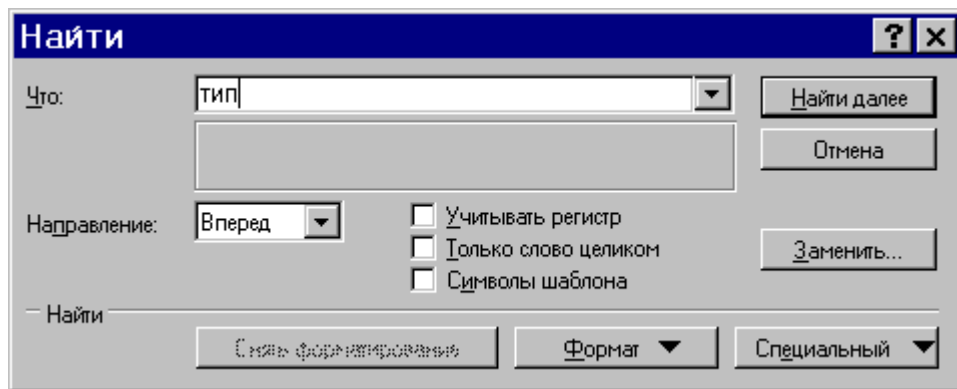 Найти
Что: тип Найти далее
Отмена
Направление: Вперед Учитывать регистр
Только слово целиком Заменить...
Символы шаблона
Найти
Снять форматирование Формат Специальный